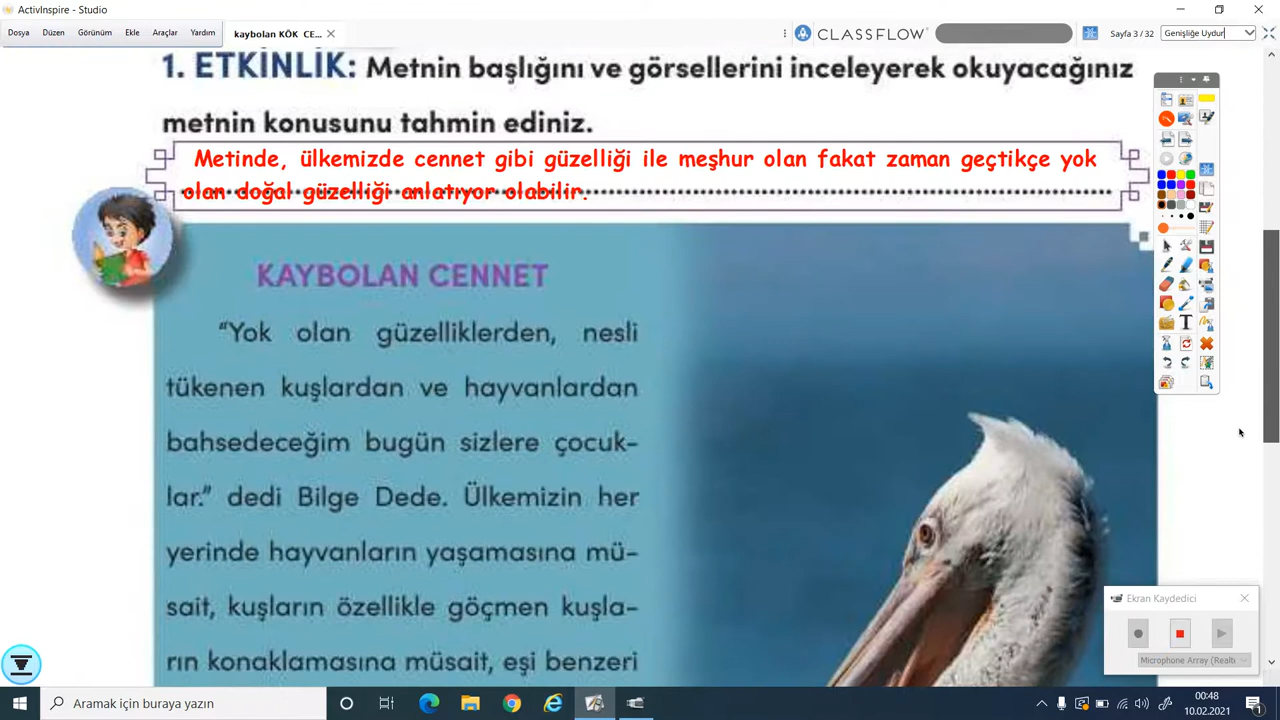 ActivInspire - Studio
Dosya Düzen Görünüm Ekle Araçlar Yardım
kaybolan KÖK CE...
CLASSFLOW
Sayfa 3 / 32
Genişliğe Uydur
1. ETKİNLİK: Metnin başlığını ve görsellerini inceleyerek okuyacağınız
metnin konusunu tahmin ediniz.
Metinde, ülkemizde cennet gibi güzelliği ile meşhur olan fakat zaman geçtikçe yok
olan doğal güzelliği anlatıyor olabilir.
KAYBOLAN CENNET
“Yok olan güzelliklerden, nesli
tükenen kuşlardan ve hayvanlardan
bahsedeceğim bugün sizlere çocuk-
lar.” dedi Bilge Dede. Ülkemizin her
yerinde hayvanların yaşamasına mü-
sait, kuşların özellikle göçmen kuşla-
rın konaklamasına müsait, eşi benzeri
Ekran Kaydedici
Microphone Array (Realt
Aramak için buraya yazın
00:48
10.02.2021